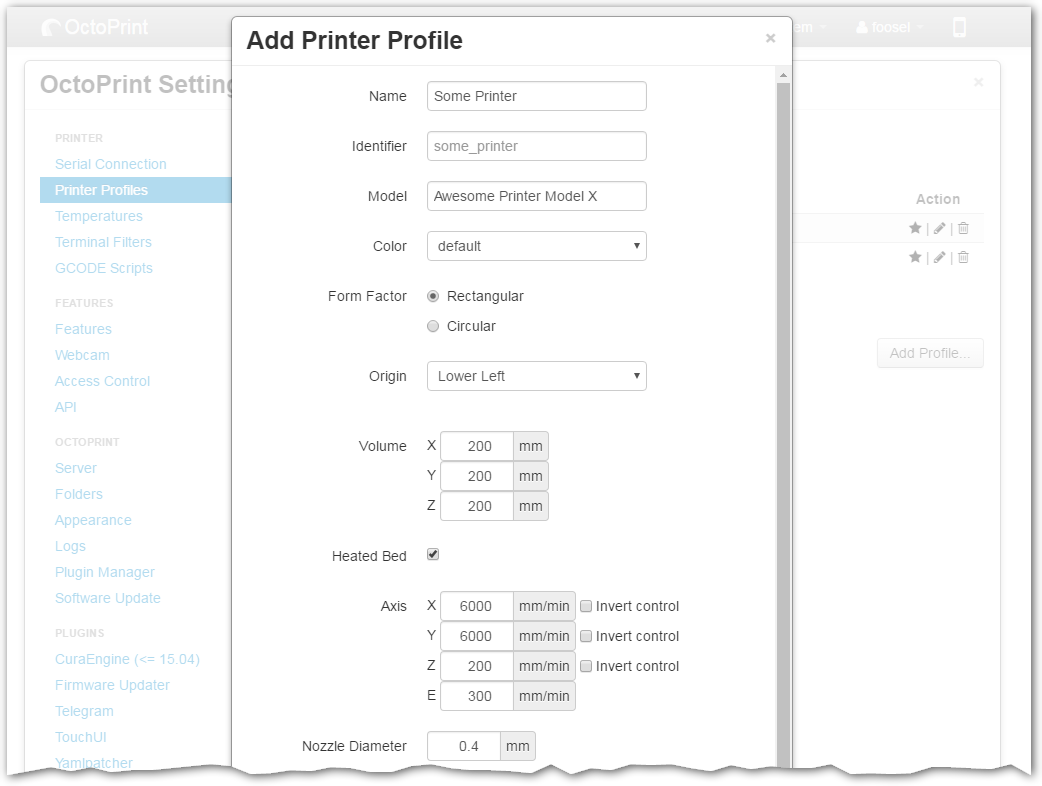 OctoPrint
em
foosel
OctoPrint Setting
×
PRINTER
Serial Connection
Printer Profiles
Temperatures
Terminal Filters
GCODE Scripts
FEATURES
Features
Webcam
Access Control
API
OCTOPRINT
Server
Folders
Appearance
Logs
Plugin Manager
Software Update
PLUGINS
CuraEngine (<= 15.04)
Firmware Updater
Telegram
TouchUI
Yamlpatcher
Add Printer Profile ×
Name Some Printer
Identifier some_printer
Model Awesome Printer Model X
Color default
Form Factor Rectangular
Circular
Origin Lower Left
Volume X 200 mm
Y 200 mm
Z 200 mm
Heated Bed
Axis X 6000 mm/min Invert control
Y 6000 mm/min Invert control
Z 200 mm/min Invert control
E 300 mm/min
Nozzle Diameter 0.4 mm
Action
| |
| |
Add Profile...